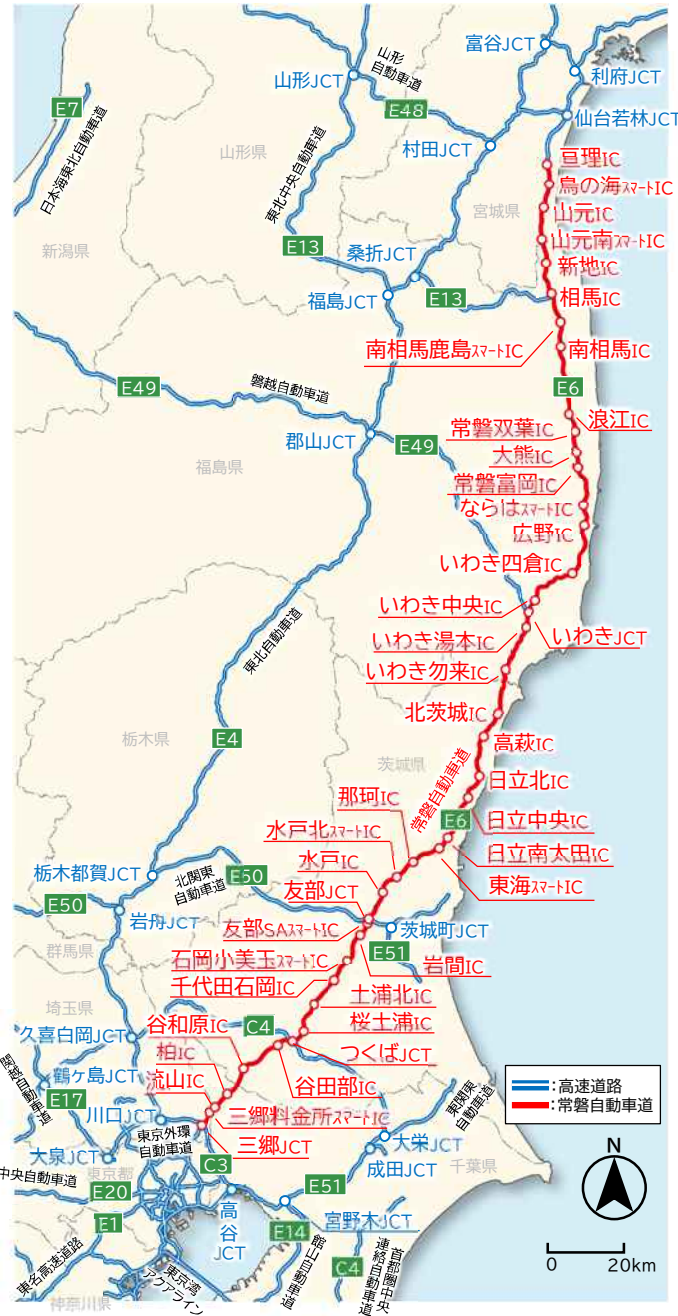 富谷JCT
山形
自動車道
山形JCT
利府JCT
E7
E48
仙台若林JCT
日本海東北自動車道
東北中央自動車道
山形県
村田JCT
亘理IC
鳥の海スマートIC
宮城県
山元IC
新潟県
E13
桑折JCT
山元南スマートIC
新地IC
福島JCT
E13
相馬IC
南相馬鹿島スマートIC
南相馬IC
E49
磐越自動車道
E6
浪江IC
郡山JCT
E49
常磐双葉IC
大熊IC
福島県
常磐富岡IC
ならはスマートIC
広野IC
いわき四倉IC
いわき中央IC
東北自動車道
いわき湯本IC
いわきJCT
いわき勿来IC
北茨城IC
栃木県
E4
高萩IC
茨城県
常磐自動車道
日立北IC
那珂IC
E6
日立中央IC
水戸北スマートIC
日立南太田IC
栃木都賀JCT
北関東
自動車道
E50
水戸IC
東海スマートIC
E50
岩舟JCT
友部JCT
友部SAスマートIC
茨城町JCT
群馬県
E51
石岡小美玉スマートIC
岩間IC
千代田石岡IC
埼玉県
土浦北IC
谷和原IC
C4
桜土浦IC
久喜白岡JCT
柏IC
つくばJCT
関越自動車道
鶴ヶ島JCT
流山IC
谷田部IC
E17
川口JCT
三郷料金所スマートIC
東関東
自動車道
:高速道路
:常磐自動車道
東京外環
自動車道
三郷JCT
大栄JCT
大泉JCT
東京都
C3
成田JCT
千葉県
N
中央自動車道
E20
E51
E1
高谷
JCT
宮野木JCT
E14
東名高速道路
東京湾
アクアライン
館山自動車道
C4
首都圏中央
連絡自動車道
0 20km
神奈川県